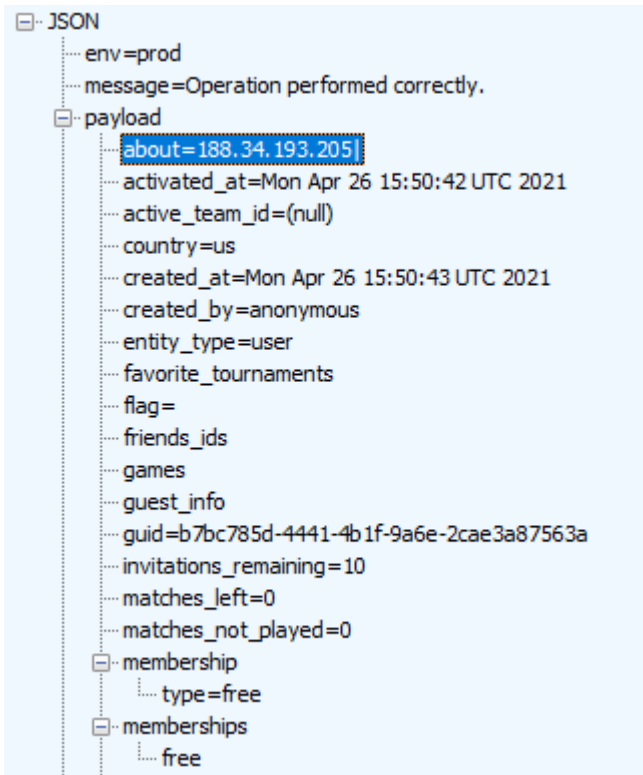 JSON
env=prod
message=Operation performed correctly.
payload
about=188.34.193.205|
activated_at=Mon Apr 26 15:50:42 UTC 2021
active_team_id=(null)
country=us
created_at=Mon Apr 26 15:50:43 UTC 2021
created_by=anonymous
entity_type=user
favorite_tournaments
flag=
friends_ids
games
guest_info
guid=b7bc785d-4441-4b1f-9a6e-2cae3a87563a
invitations_remaining=10
matches_left=0
matches_not_played=0
membership
type=free
memberships
free